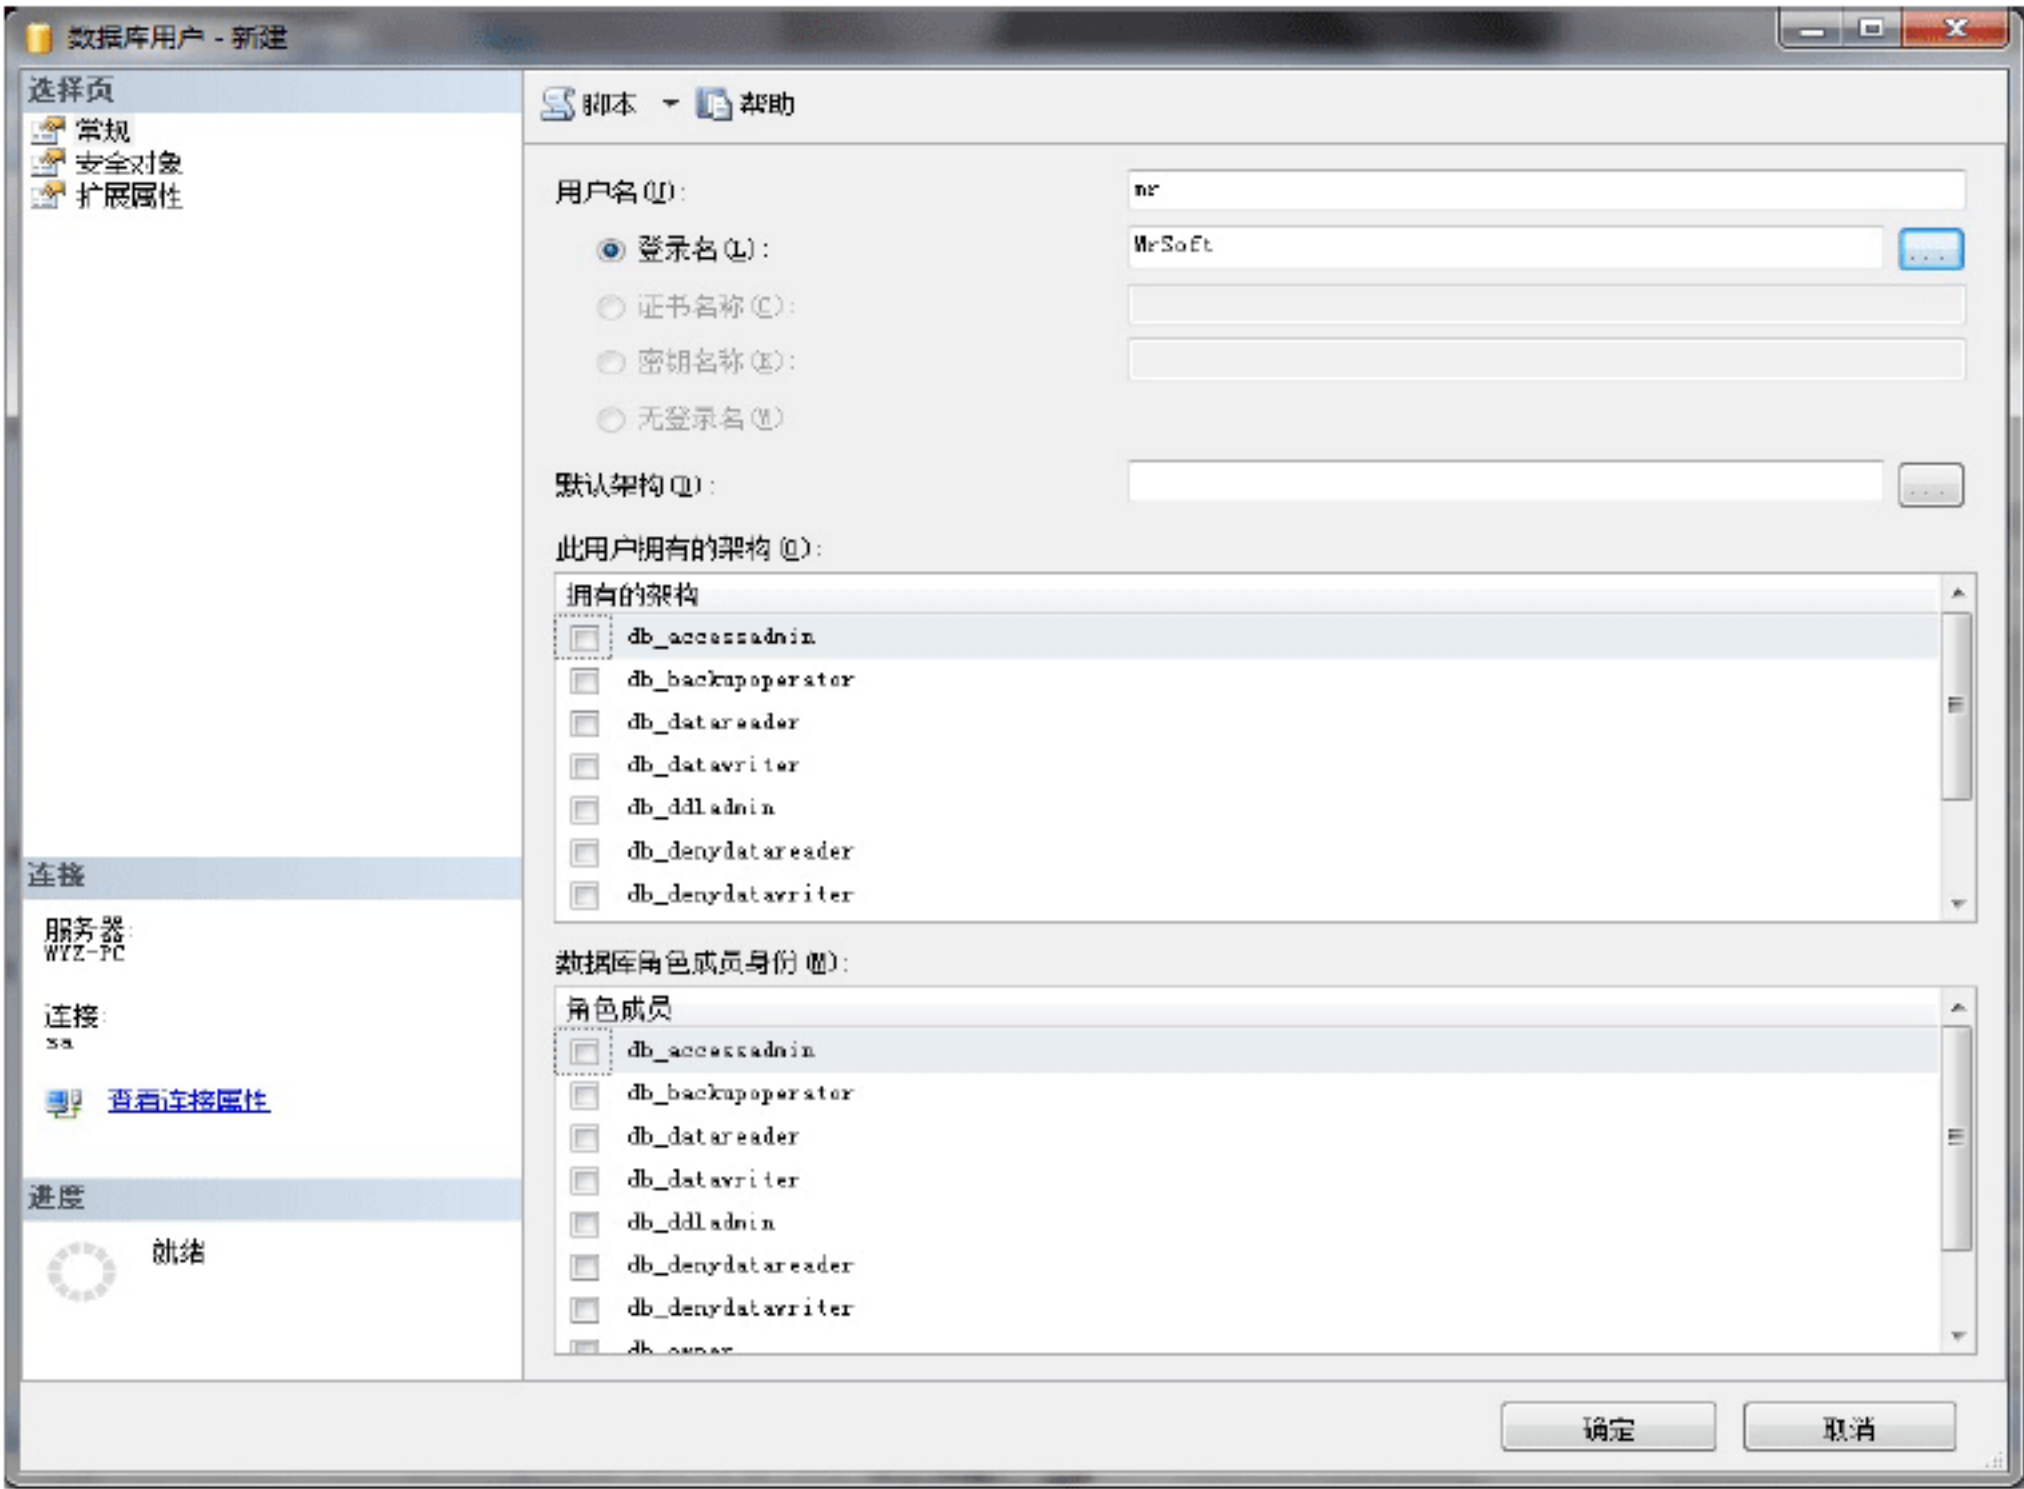 数据库用户 - 新建
选择页
常规
安全对象
扩展属性
脚本 帮助
用户名(U): mr
登录名(L): MrSoft
证书名称(C):
密钥名称(K):
无登录名(W)
默认架构(D):
此用户拥有的架构(O):
拥有的架构
db_accessadmin
db_backupoperator
db_datareader
db_datawriter
db_ddladmin
db_denydatareader
db_denydatawriter
数据库角色成员身份(M):
角色成员
db_accessadmin
db_backupoperator
db_datareader
db_datawriter
db_ddladmin
db_denydatareader
db_denydatawriter
db_owner
连接
服务器:
WYZ-PC
连接:
sa
查看连接属性
进度
就绪
确定 取消